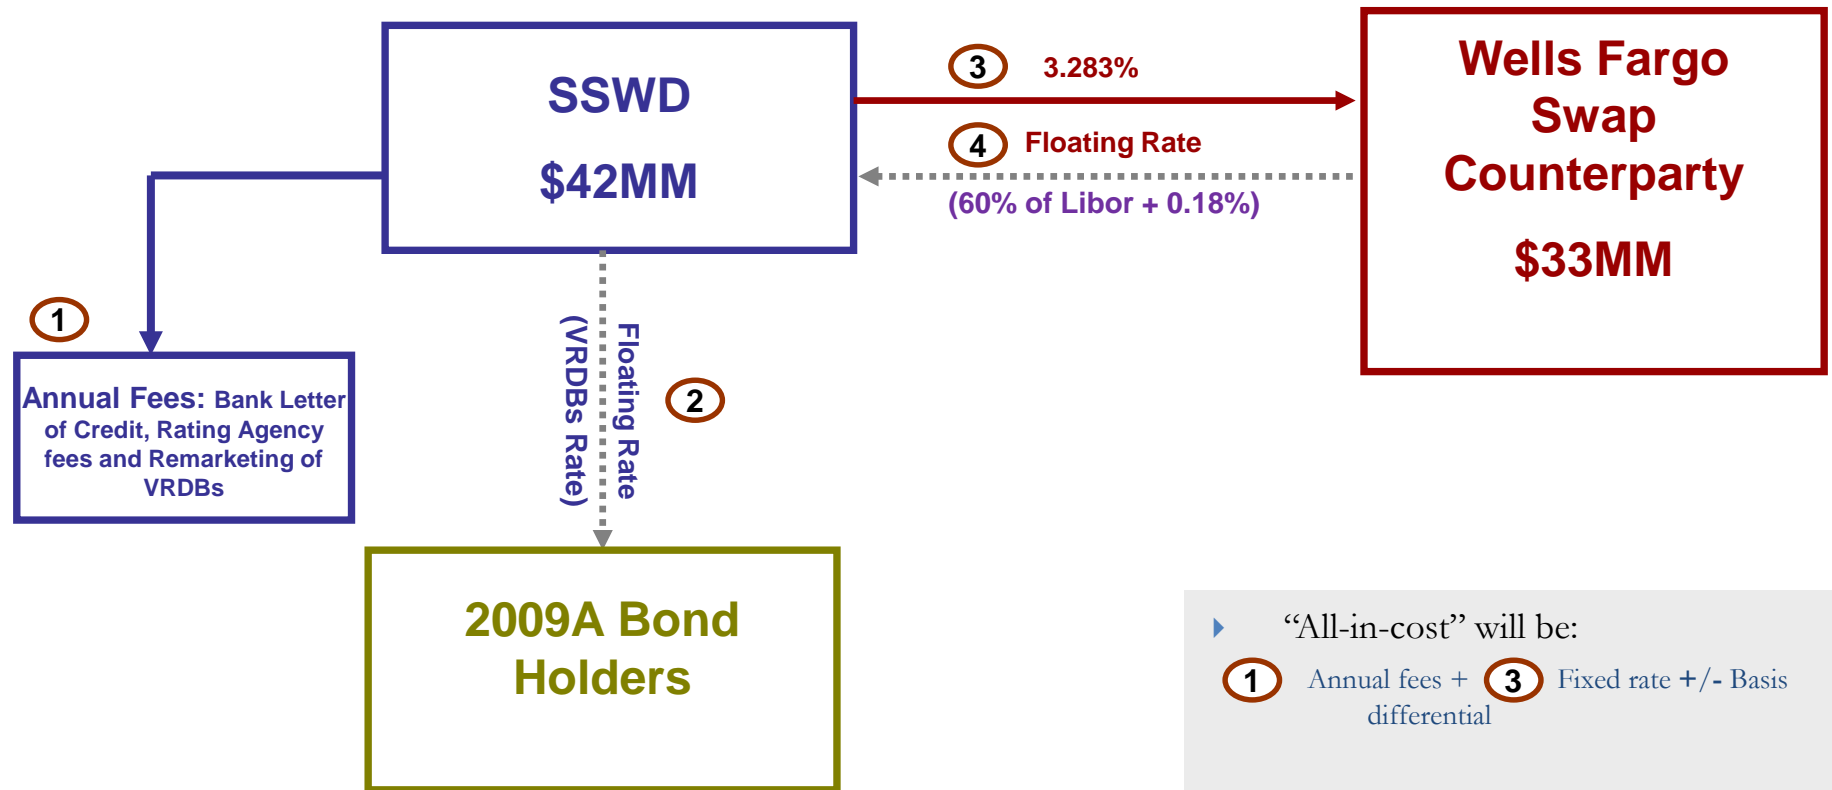 SSWD
$42MM
3
3.283%
4
Floating Rate
(60% of Libor + 0.18%)
Wells Fargo
Swap
Counterparty
$33MM
1
Annual Fees: Bank Letter
of Credit, Rating Agency
fees and Remarketing of
VRDBs
Floating Rate
(VRDBs Rate)
2
2009A Bond
Holders
“All-in-cost” will be:
1 Annual fees + 3 Fixed rate +/- Basis
differential